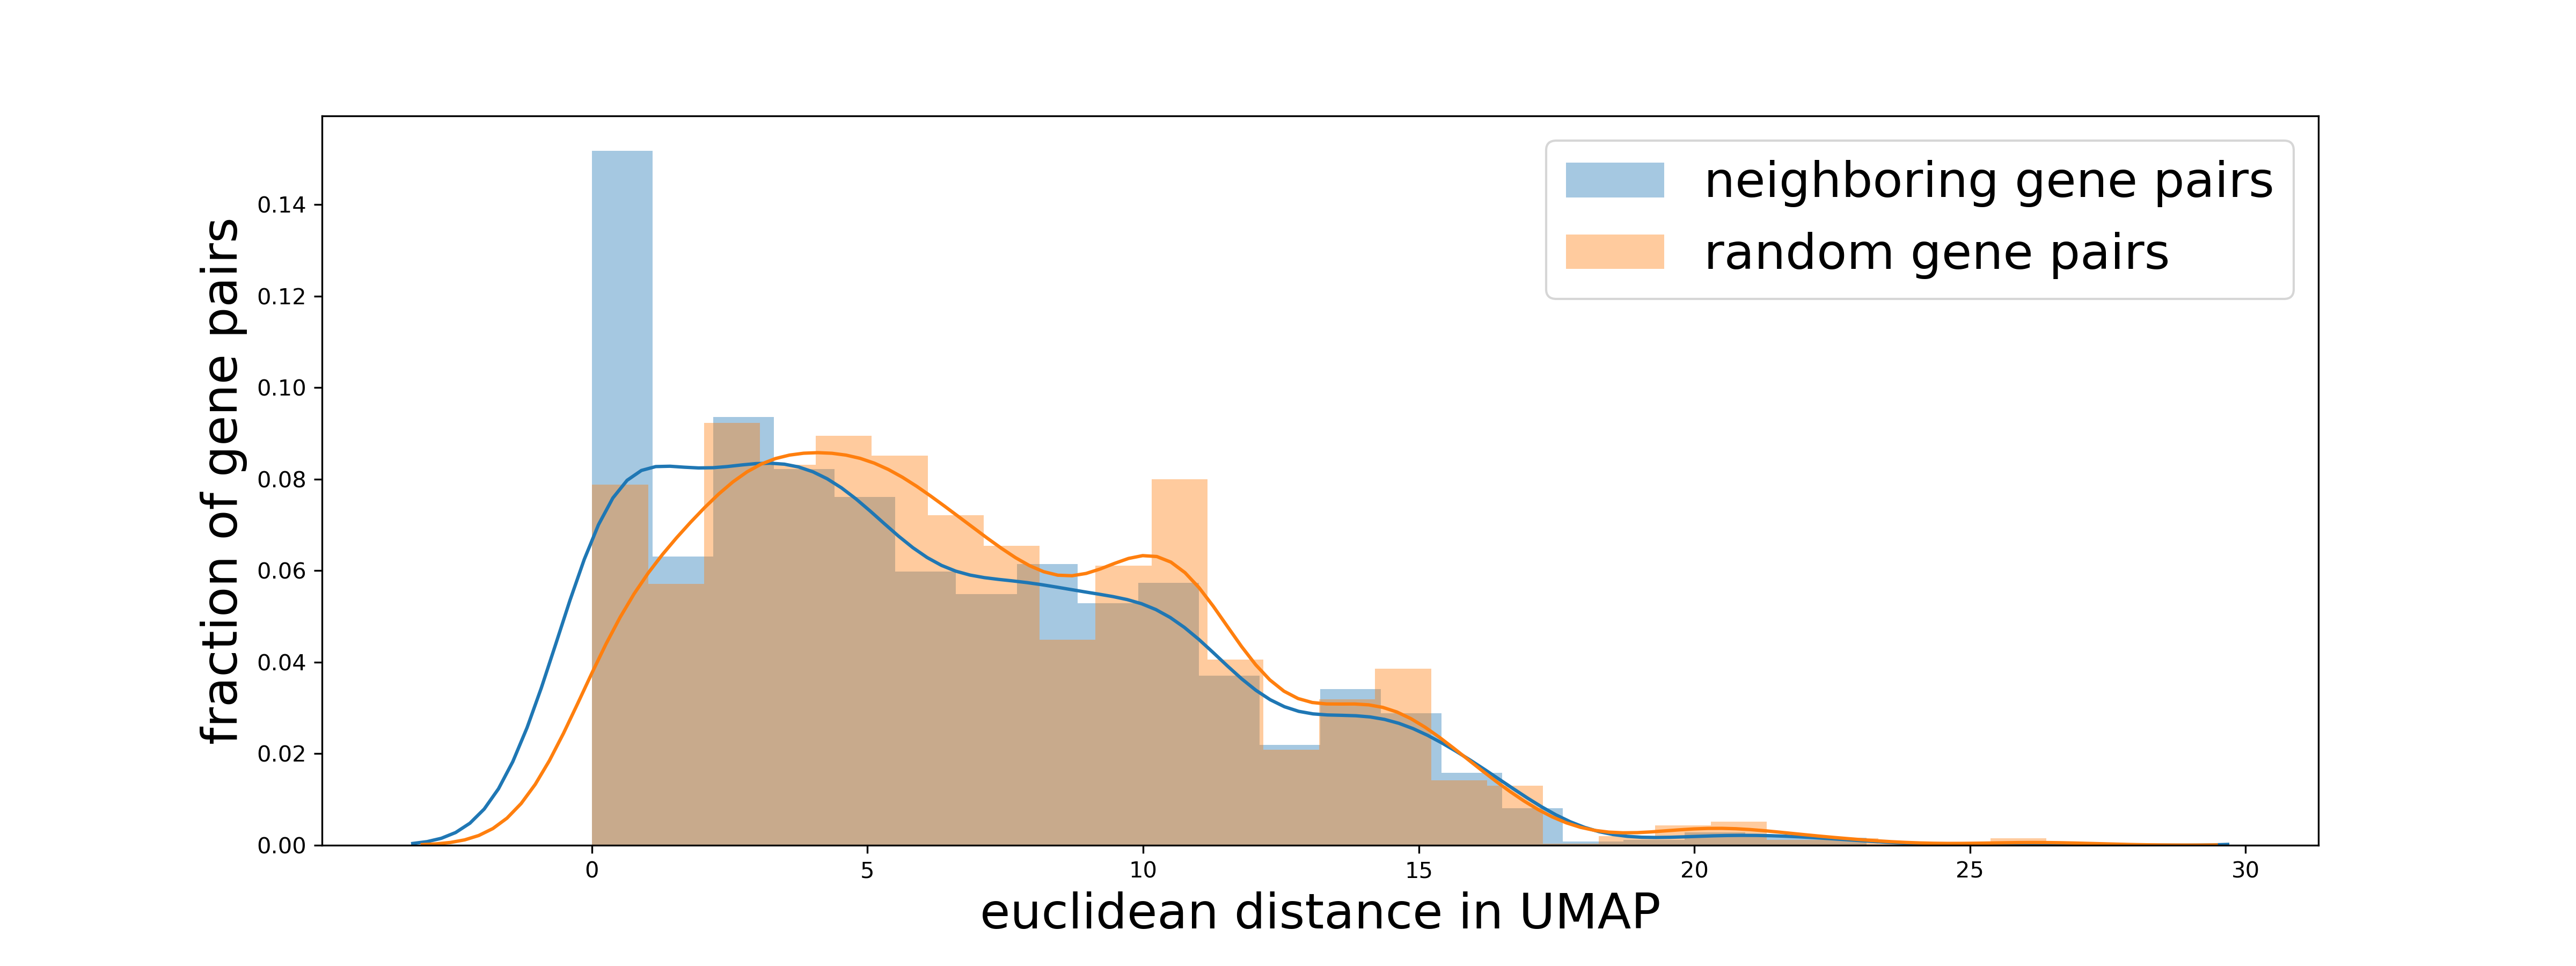 neighboring gene pairs
random gene pairs
fraction of gene pairs
0.14
0.12
0.10
0.08
0.06
0.04
0.02
0.00
0 5 10 15 20 25 30
euclidean distance in UMAP